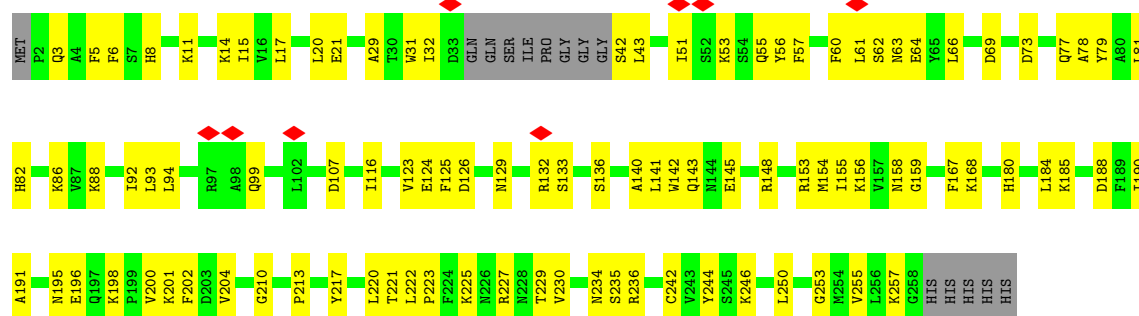 MET P2 Q3 A4 F5 F6 S7 H8 K11 K14 I15 V16 L17 L20 E21 A29 T30 W31 I32 D33 GLN GLN SER ILE PRO GLY GLY GLY S42 L43 I51 S52 K53 S54 Q55 Y56 F57 F60 L61 S62 N63 E64 Y65 L66 D69 D73 Q77 A78 Y79 A80 L81
H82 K86 V87 K88 I92 L93 L94 R97 A98 Q99 L102 D107 I116 V123 E124 F125 D126 N129 R132 S133 S136 A140 L141 W142 Q143 N144 E145 R148 R153 M154 I155 K156 V157 N158 G159 F167 K168 H180 L184 K185 D188 F189 I190
A191 N195 E196 Q197 K198 P199 V200 K201 F202 D203 V204 G210 P213 Y217 L220 T221 L222 P223 F224 K225 N226 R227 N228 T229 V230 N234 S235 R236 C242 V243 Y244 S245 K246 L250 G253 M254 V255 L256 K257 G258 HIS HIS HIS HIS HIS